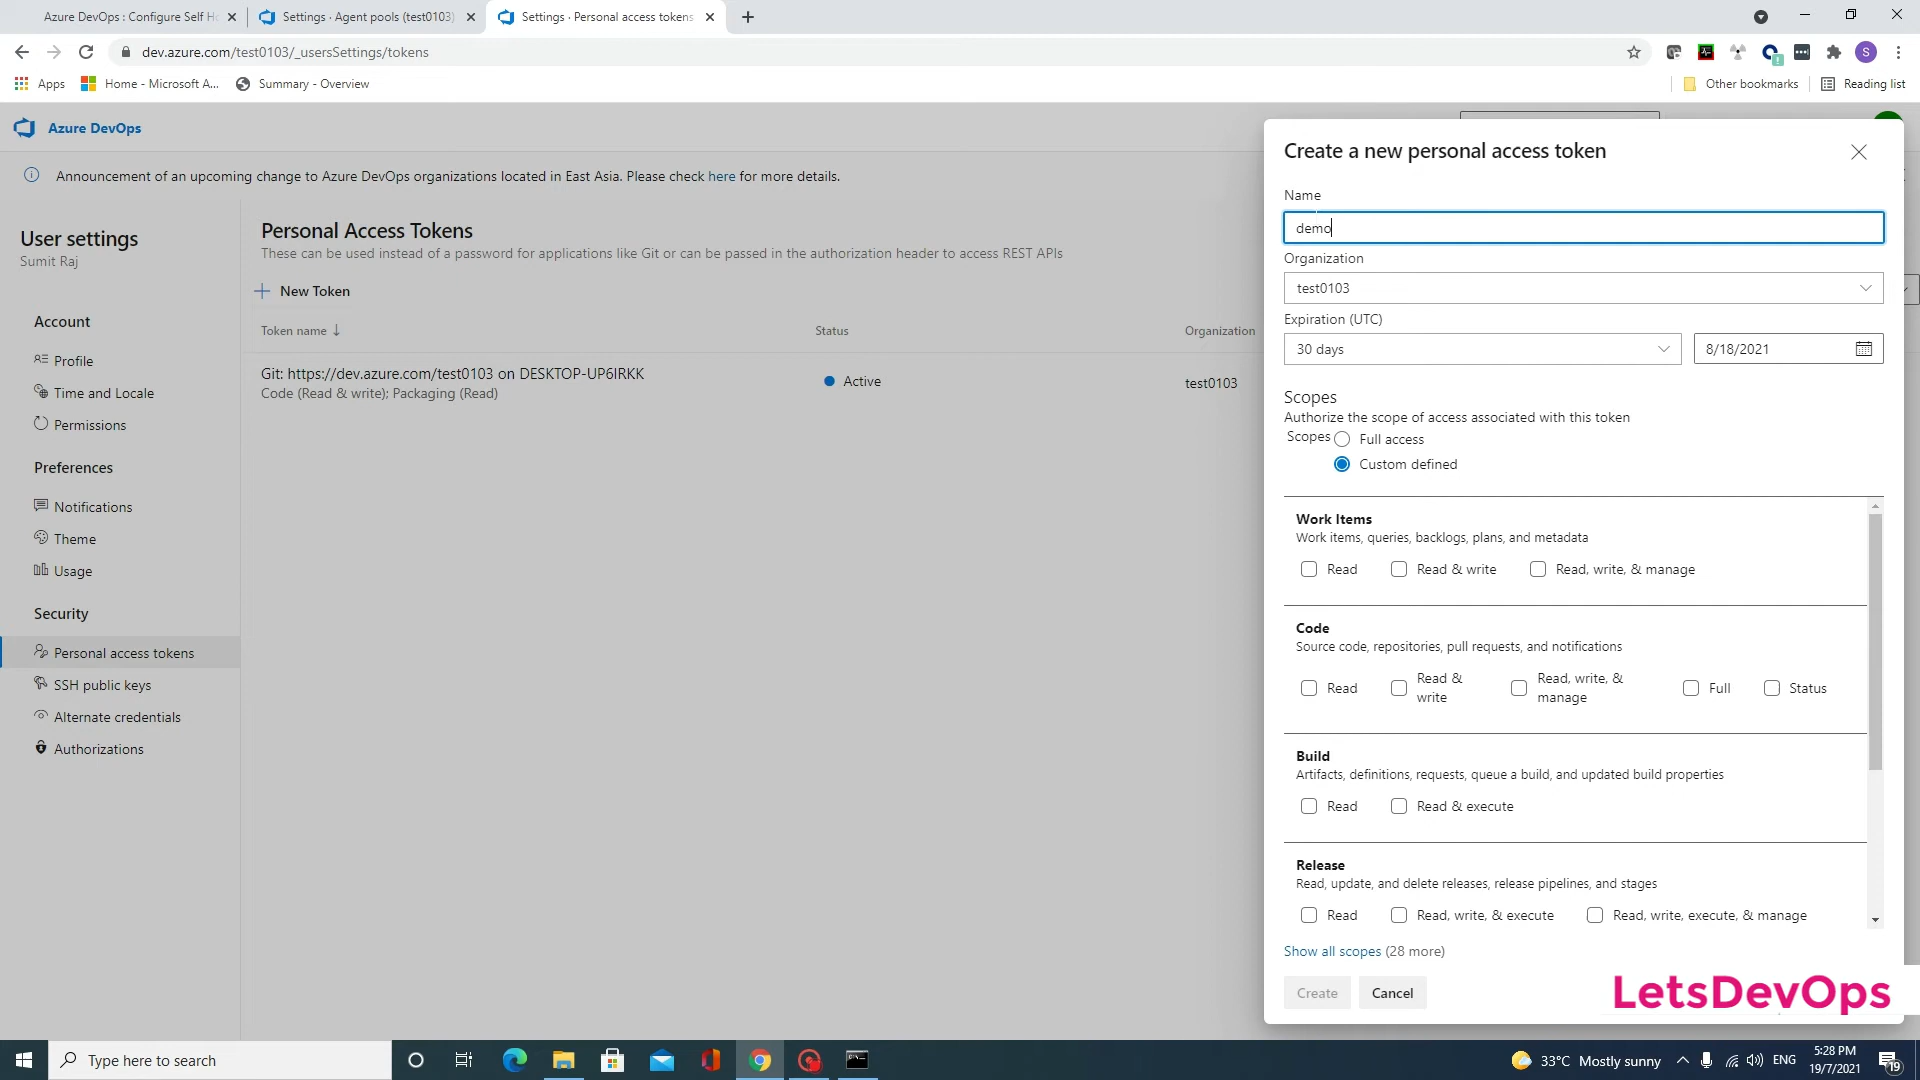 Azure DevOps : Configure Self H
Settings · Agent pools (test0103)
Settings · Personal access tokens
dev.azure.com/test0103/_usersSettings/tokens
S
Apps
Home - Microsoft A...
Summary - Overview
Other bookmarks
Reading list
Azure DevOps
Announcement of an upcoming change to Azure DevOps organizations located in East Asia. Please check here for more details.
User settings
Sumit Raj
Account
Profile
Time and Locale
Permissions
Preferences
Notifications
Theme
Usage
Security
Personal access tokens
SSH public keys
Alternate credentials
Authorizations
Personal Access Tokens
These can be used instead of a password for applications like Git or can be passed in the authorization header to access REST APIs
New Token
Token name
Status
Organization
Git: https://dev.azure.com/test0103 on DESKTOP-UP6IRKK
Code (Read & write); Packaging (Read)
Active
test0103
Create a new personal access token
Name
demo
Organization
test0103
Expiration (UTC)
30 days
8/18/2021
Scopes
Authorize the scope of access associated with this token
Scopes
Full access
Custom defined
Work Items
Work items, queries, backlogs, plans, and metadata
Read
Read & write
Read, write, & manage
Code
Source code, repositories, pull requests, and notifications
Read
Read & write
Read, write, & manage
Full
Status
Build
Artifacts, definitions, requests, queue a build, and updated build properties
Read
Read & execute
Release
Read, update, and delete releases, release pipelines, and stages
Read
Read, write, & execute
Read, write, execute, & manage
Show all scopes (28 more)
Create
Cancel
LetsDevOps
Type here to search
33°C Mostly sunny
ENG
5:28 PM
19/7/2021
19